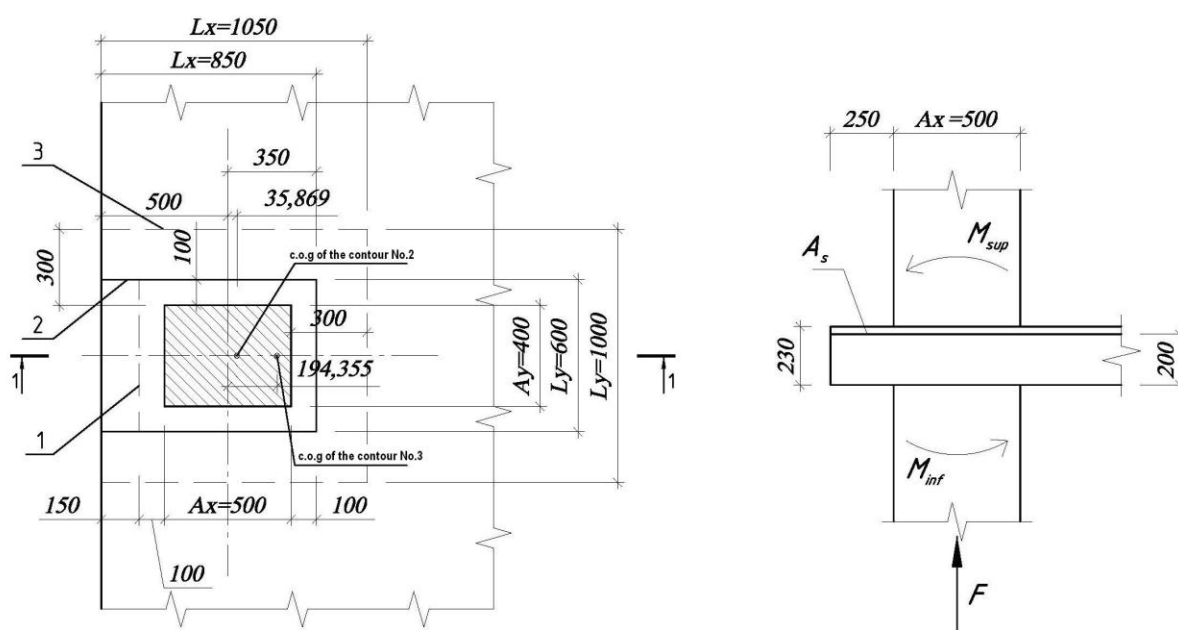 Lx=1050
Lx=850
350
500
35,869
3
100
300
c.o.g of the contour No.2
2
300
1
1
194,355
Ay=400
Ly=600
Ly=1000
1
c.o.g of the contour No.3
150
Ax=500
100
100
250
Ax=500
Msup
As
230
200
Minf
F